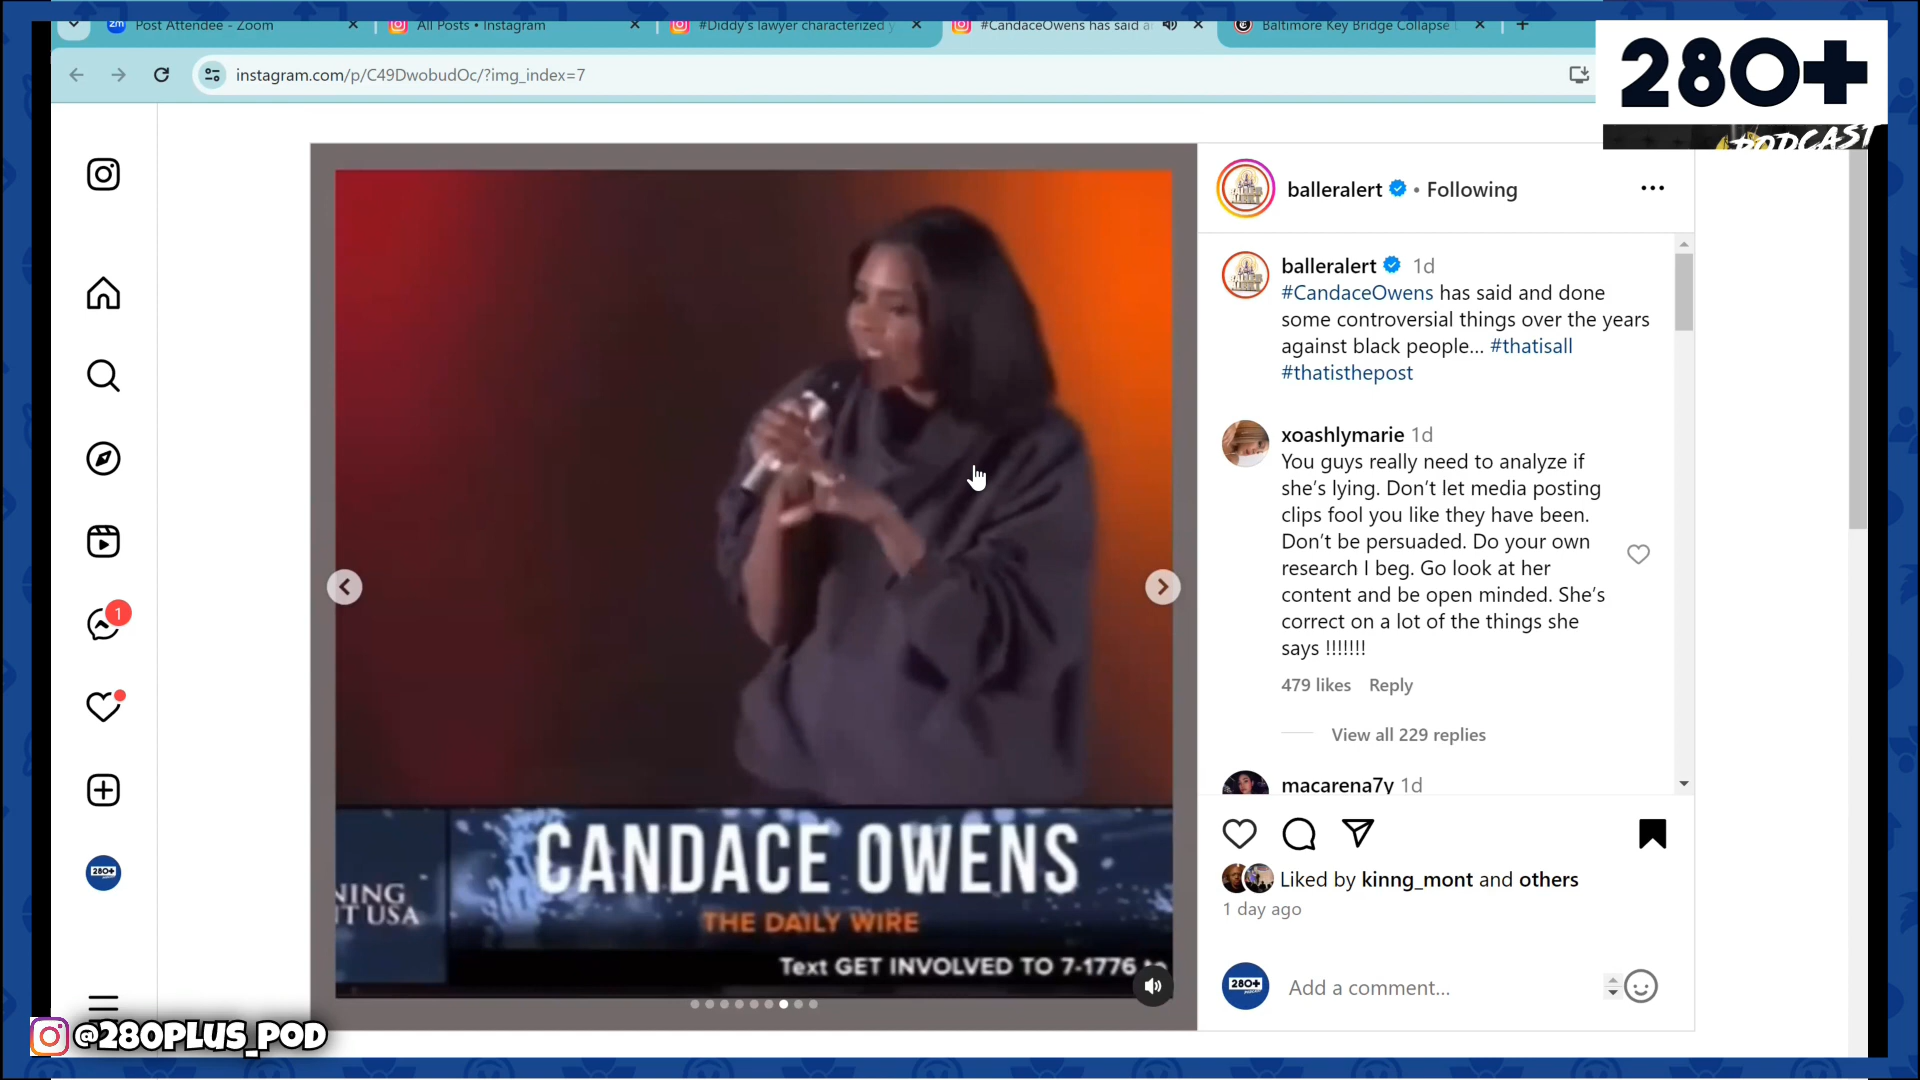 Post Attendee - Zoom
All Posts • Instagram
#Diddy's lawyer characterized
#CandaceOwens has said a
Baltimore Key Bridge Collapse
instagram.com/p/C49DwobudOc/?img_index=7
280+
PODCAST
balleralert • Following
balleralert 1d
#CandaceOwens has said and done
some controversial things over the years
against black people... #thatisall
#thatisthepost
xoashlymarie 1d
You guys really need to analyze if
she's lying. Don't let media posting
clips fool you like they have been.
Don't be persuaded. Do your own
research I beg. Go look at her
content and be open minded. She's
correct on a lot of the things she
says !!!!!!!
479 likes Reply
View all 229 replies
macarena7y 1d
Liked by kinng_mont and others
1 day ago
Add a comment...
1
280+
280+
NING
T USA
CANDACE OWENS
THE DAILY WIRE
Text GET INVOLVED TO 7-1776
@280PLUS_POD